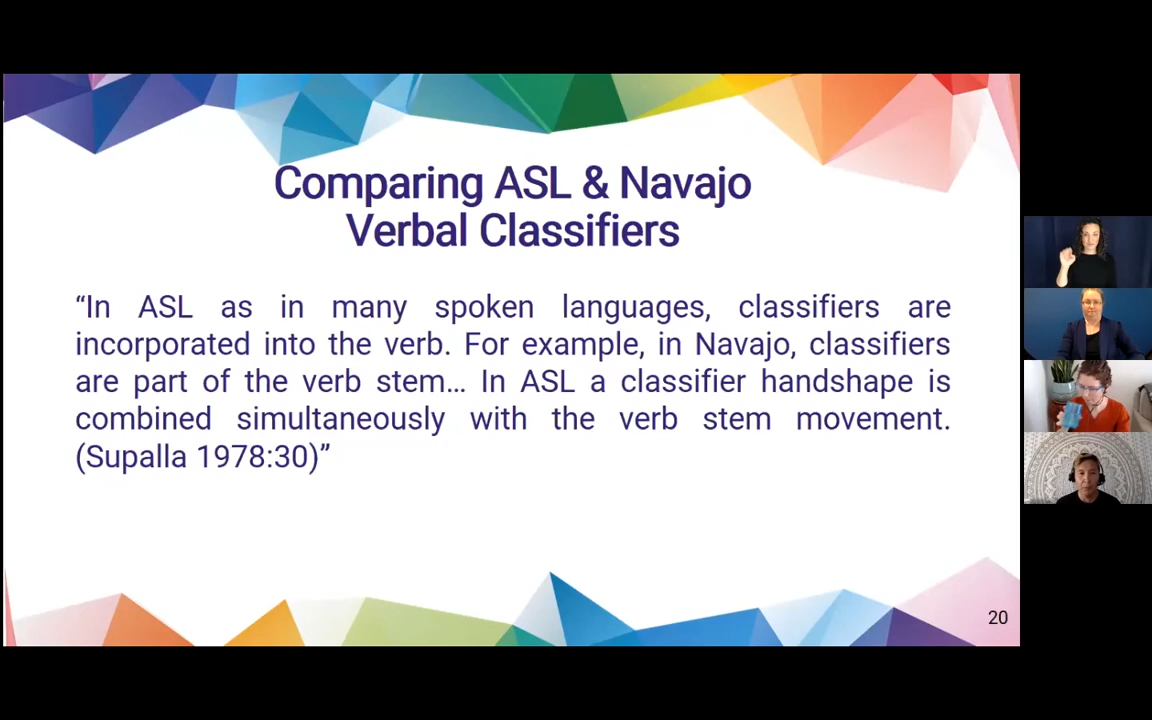 Comparing ASL & Navajo
Verbal Classifiers
“In ASL as in many spoken languages, classifiers are
incorporated into the verb. For example, in Navajo, classifiers
are part of the verb stem… In ASL a classifier handshape is
combined simultaneously with the verb stem movement.
(Supalla 1978:30)”
20